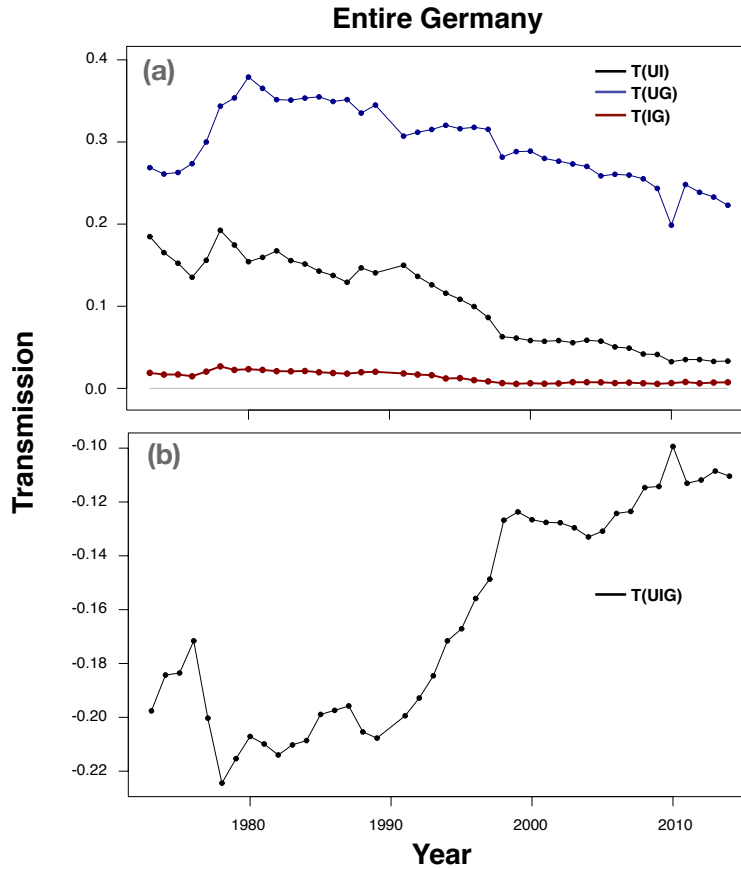 Entire Germany
(a)
T(UI)
T(UG)
T(IG)
0.4
0.3
0.2
0.1
0.0
Transmission
(b)
T(UIG)
-0.10
-0.12
-0.14
-0.16
-0.18
-0.20
-0.22
1980
1990
2000
2010
Year